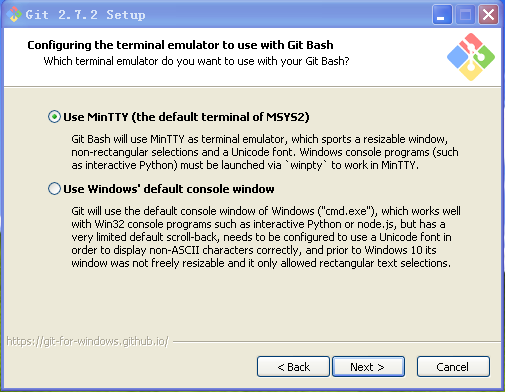 Git 2.7.2 Setup
Configuring the terminal emulator to use with Git Bash
Which terminal emulator do you want to use with your Git Bash?
Use MinTTY (the default terminal of MSYS2)
Git Bash will use MinTTY as terminal emulator, which sports a resizable window,
non-rectangular selections and a Unicode font. Windows console programs (such
as interactive Python) must be launched via `winpty` to work in MinTTY.
Use Windows' default console window
Git will use the default console window of Windows ("cmd.exe"), which works well
with Win32 console programs such as interactive Python or node.js, but has a
very limited default scroll-back, needs to be configured to use a Unicode font in
order to display non-ASCII characters correctly, and prior to Windows 10 its
window was not freely resizable and it only allowed rectangular text selections.
https://git-for-windows.github.io/
< Back
Next >
Cancel